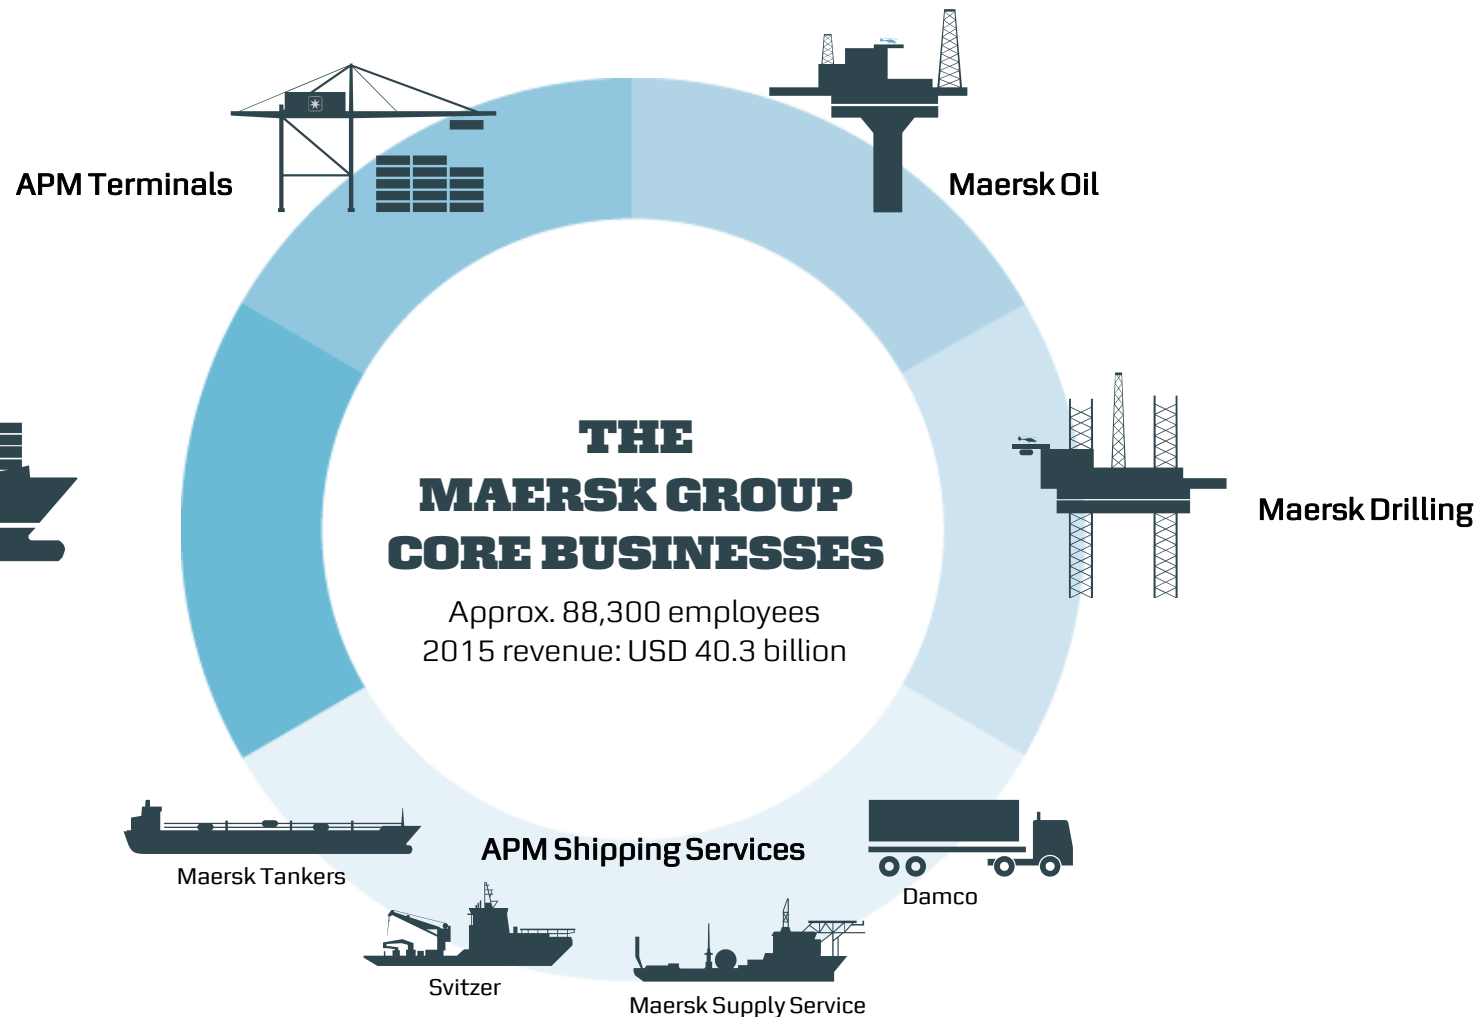 APM Terminals
Maersk Oil
THE
MAERSK GROUP
CORE BUSINESSES
Approx. 88,300 employees
2015 revenue: USD 40.3 billion
Maersk Drilling
APM Shipping Services
Maersk Tankers
Damco
Svitzer
Maersk Supply Service